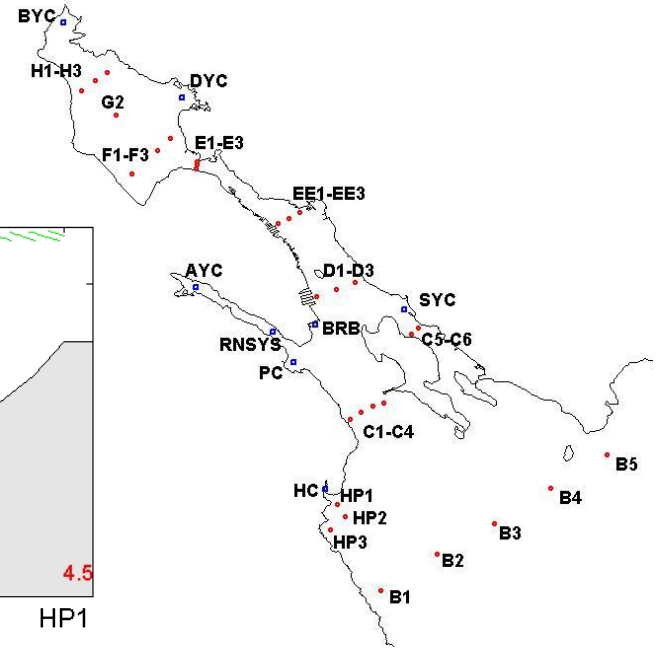 BYC
H1-H3
DYC
G2
E1-E3
F1-F3
EE1-EE3
AYC
D1-D3
SYC
BRB
RNSYS
C5-C6
PC
C1-C4
B5
HC
HP1
B4
HP2
B3
HP3
B2
4.5
B1
HP1